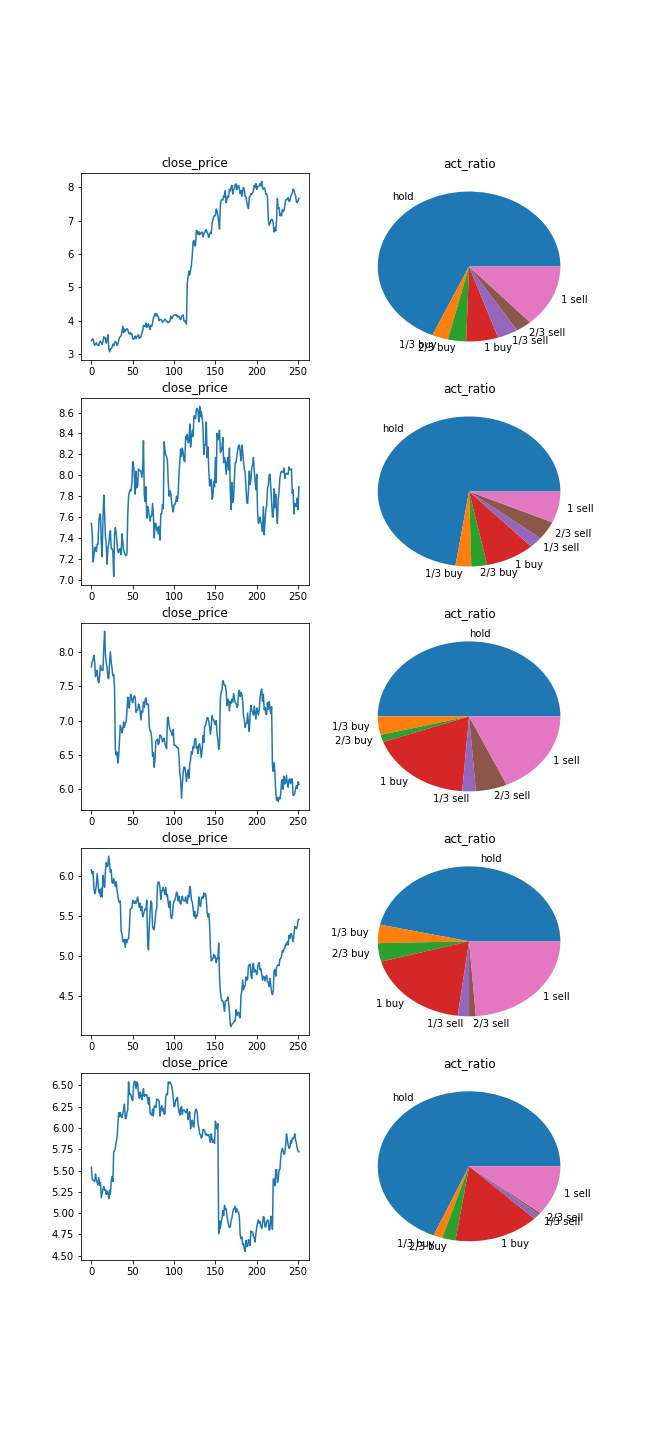 close_price
act_ratio
8
7
6
5
4
3
0 50 100 150 200 250
hold
1/3 buy
2/3 buy
1 buy
1/3 sell
2/3 sell
1 sell
close_price
act_ratio
8.6
8.4
8.2
8.0
7.8
7.6
7.4
7.2
7.0
0 50 100 150 200 250
hold
1/3 buy
2/3 buy
1 buy
1/3 sell
2/3 sell
1 sell
close_price
act_ratio
8.0
7.5
7.0
6.5
6.0
0 50 100 150 200 250
hold
1/3 buy
2/3 buy
1 buy
1/3 sell
2/3 sell
1 sell
close_price
act_ratio
6.0
5.5
5.0
4.5
0 50 100 150 200 250
hold
1/3 buy
2/3 buy
1 buy
1/3 sell
2/3 sell
1 sell
close_price
act_ratio
6.50
6.25
6.00
5.75
5.50
5.25
5.00
4.75
4.50
0 50 100 150 200 250
hold
1/3 buy
2/3 buy
1 buy
1/3 sell
2/3 sell
1 sell